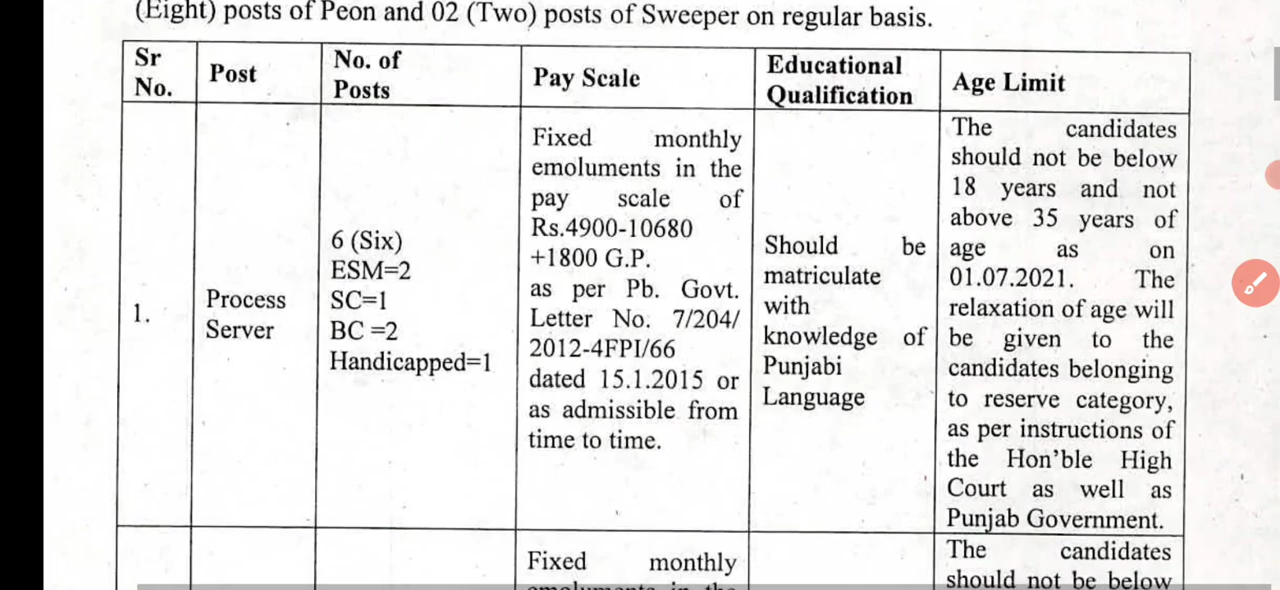 (Eight) posts of Peon and 02 (Two) posts of Sweeper on regular basis.
Sr
No.
Post
No. of
Posts
Pay Scale
Educational
Qualification
Age Limit
1.
Process
Server
6 (Six)
ESM=2
SC=1
BC =2
Handicapped=1
Fixed monthly
emoluments in the
pay scale of
Rs.4900-10680
+1800 G.P.
as per Pb. Govt.
Letter No. 7/204/
2012-4FPI/66
dated 15.1.2015 or
as admissible from
time to time.
Should be
matriculate
with
knowledge of
Punjabi
Language
The candidates
should not be below
18 years and not
above 35 years of
age as on
01.07.2021. The
relaxation of age will
be given to the
candidates belonging
to reserve category,
as per instructions of
the Hon'ble High
Court as well as
Punjab Government.
Fixed monthly
emoluments in the
The candidates
should not be below